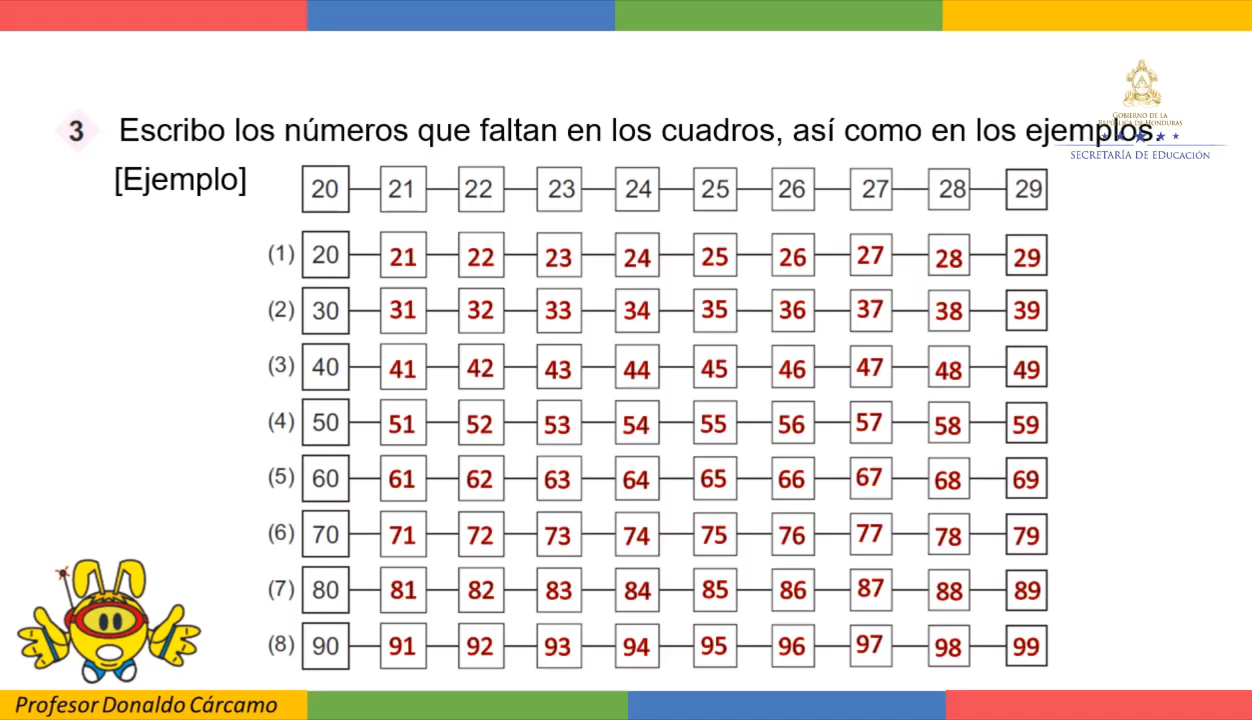 GOBIERNO DE LA
REPÚBLICA DE HONDURAS
SECRETARÍA DE EDUCACIÓN
3 Escribo los números que faltan en los cuadros, así como en los ejemplos.
[Ejemplo] 20 21 22 23 24 25 26 27 28 29
(1) 20 21 22 23 24 25 26 27 28 29
(2) 30 31 32 33 34 35 36 37 38 39
(3) 40 41 42 43 44 45 46 47 48 49
(4) 50 51 52 53 54 55 56 57 58 59
(5) 60 61 62 63 64 65 66 67 68 69
(6) 70 71 72 73 74 75 76 77 78 79
(7) 80 81 82 83 84 85 86 87 88 89
(8) 90 91 92 93 94 95 96 97 98 99
Profesor Donaldo Cárcamo